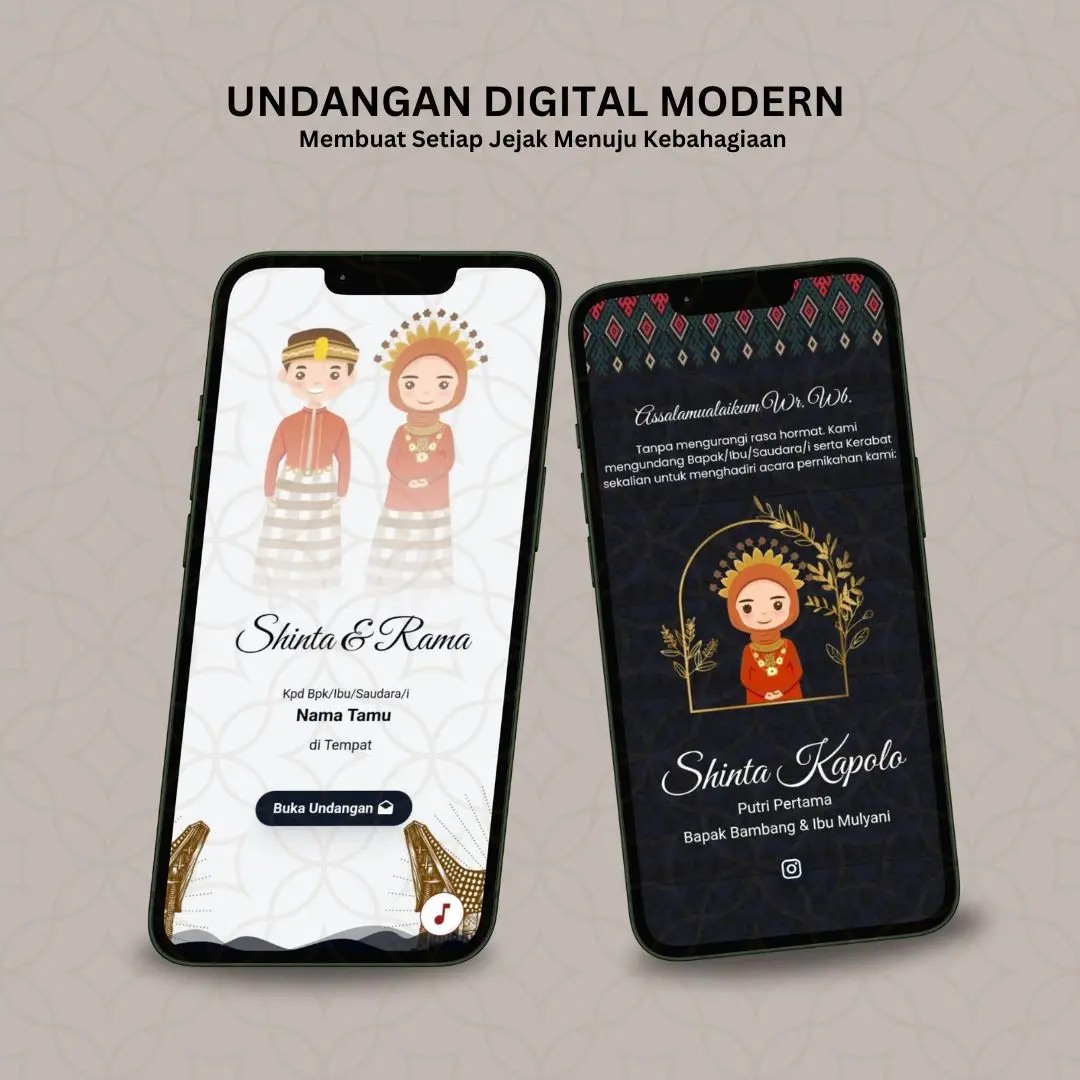 UNDANGAN DIGITAL MODERN
Membuat Setiap Jejak Menuju Kebahagiaan
Shinta & Rama
Kpd Bpk/Ibu/Saudara/i
Nama Tamu
di Tempat
Buka Undangan
Assalamualaikum Wr. Wb.
Tanpa mengurangi rasa hormat. Kami
mengundang Bapak/Ibu/Saudara/i serta Kerabat
sekalian untuk menghadiri acara pernikahan kami:
Shinta Kapolo
Putri Pertama
Bapak Bambang & Ibu Mulyani